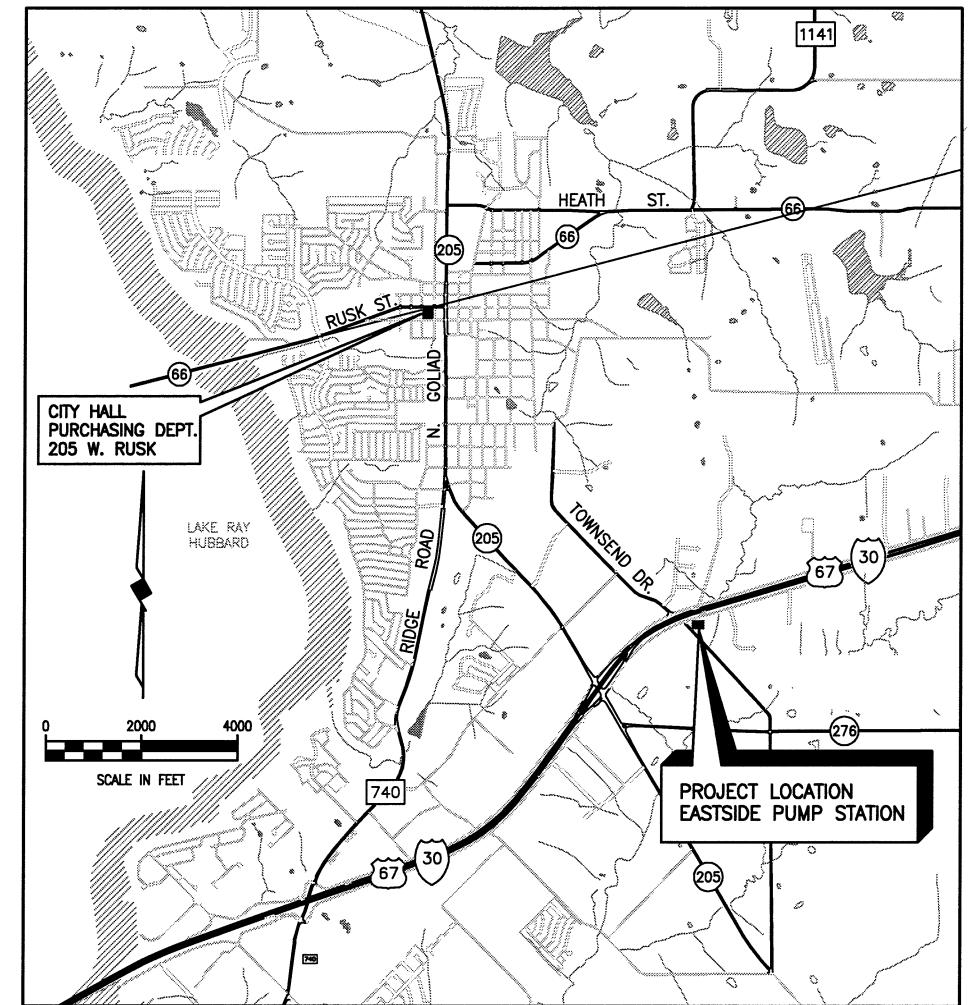 1141
HEATH ST.
66
66
205
RUSK ST.
66
N. GOLIAD
CITY HALL
PURCHASING DEPT.
205 W. RUSK
LAKE RAY
HUBBARD
205
TOWNSEND DR.
67
30
RIDGE ROAD
0 2000 4000
SCALE IN FEET
276
740
PROJECT LOCATION
EASTSIDE PUMP STATION
67
30
205
740